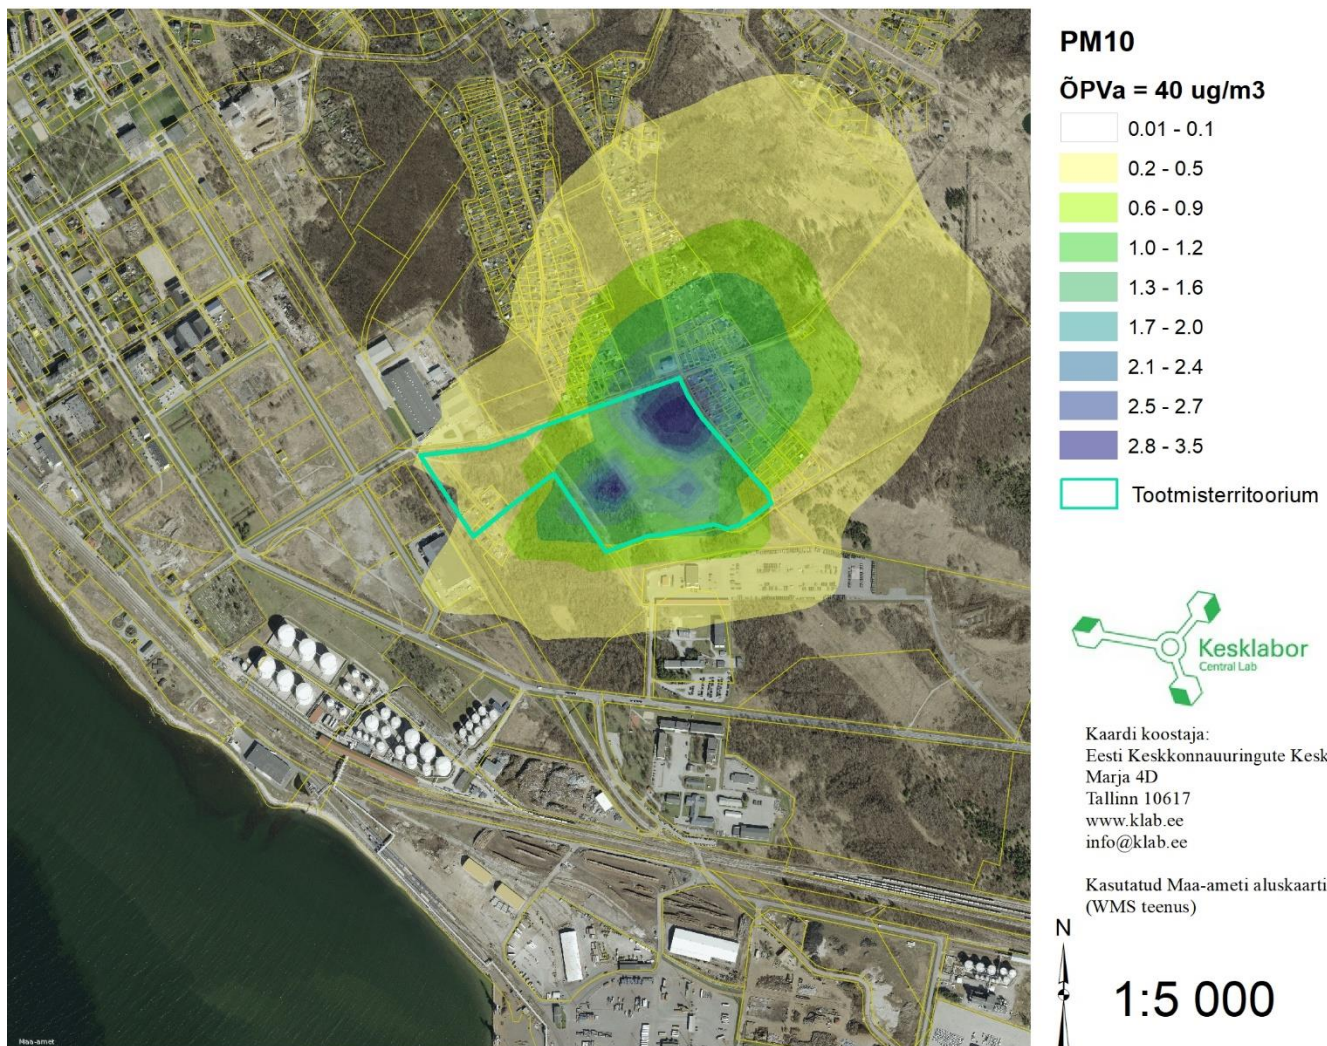 PM10
ÕPVa = 40 ug/m3
0.01 - 0.1
0.2 - 0.5
0.6 - 0.9
1.0 - 1.2
1.3 - 1.6
1.7 - 2.0
2.1 - 2.4
2.5 - 2.7
2.8 - 3.5
Tootmisterritoorium
Kesklabor
Central Lab
Kaardi koostaja:
Eesti Keskkonnauuringute Kesk
Marja 4D
Tallinn 10617
www.klab.ee
info@klab.ee
Kasutatud Maa-ameti aluskaarti
(WMS teenus)
N
1:5 000
Maa-amet